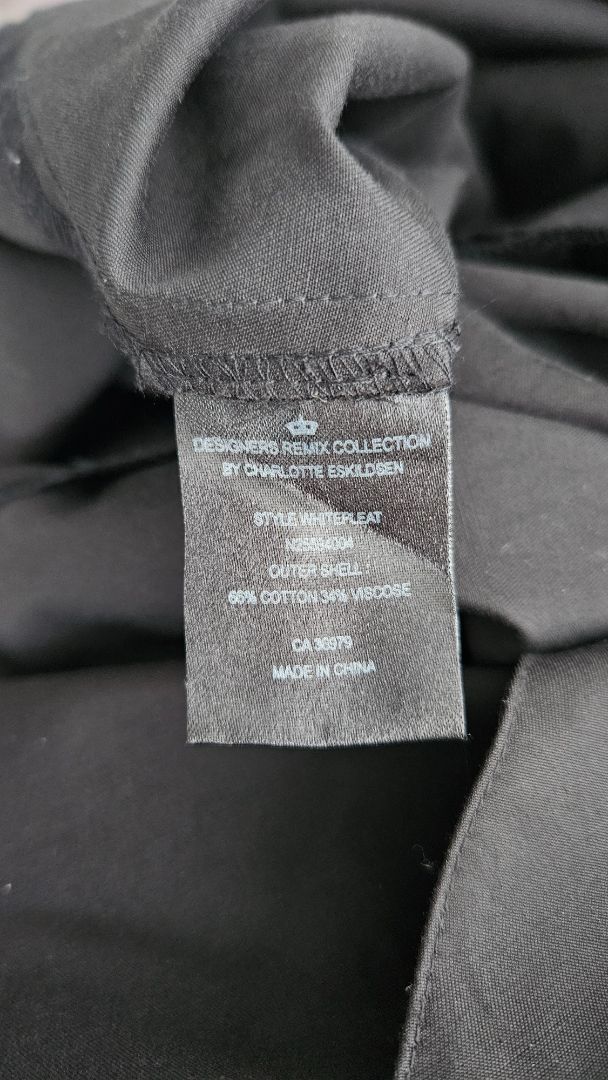 DESIGNERS REMIX COLLECTION
BY CHARLOTTE ESKILDSEN
STYLE WHITEPLEAT
OUTER SHELL:
66% COTTON 34% VISCOSE
CA 36979
MADE IN CHINA